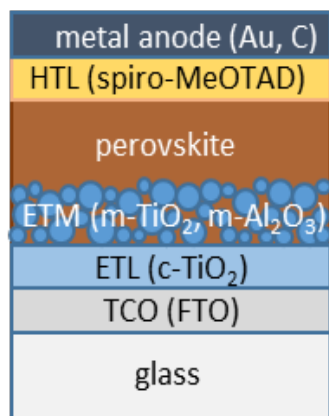 metal anode (Au, C)
HTL (spiro-MeOTAD)
perovskite
ETM (m-TiO₂, m-Al₂O₃)
ETL (c-TiO₂)
TCO (FTO)
glass